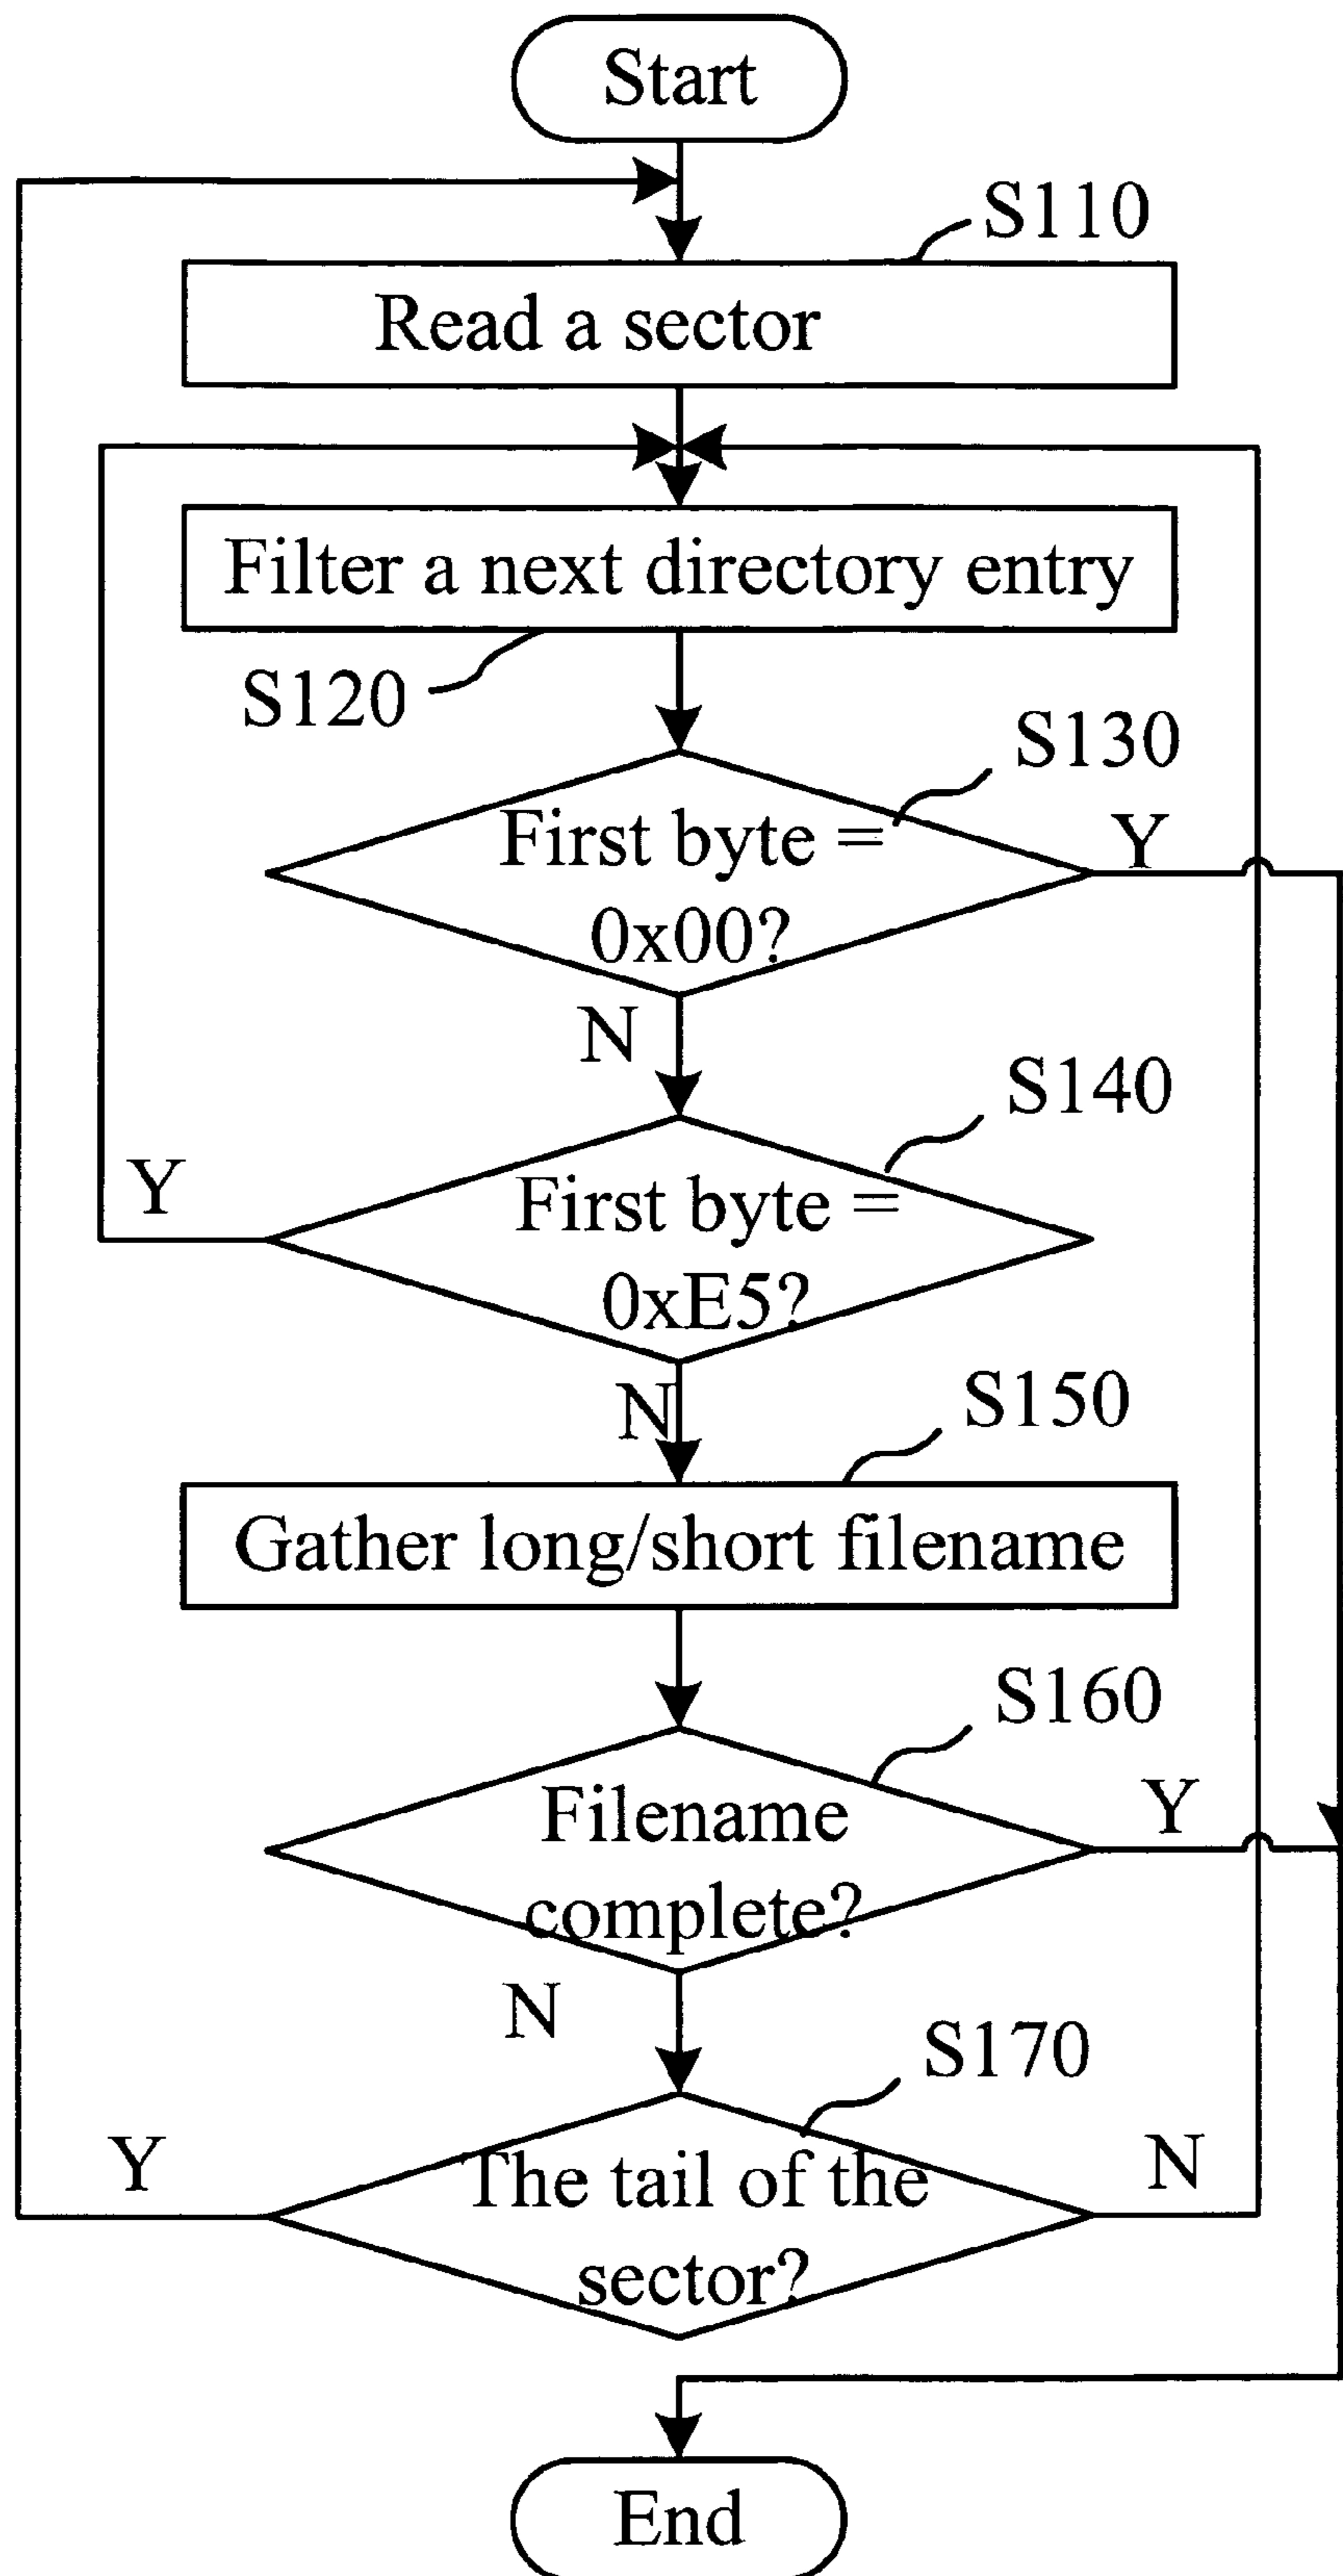 Start
S110
Read a sector
Filter a next directory entry
S120
S130
First byte =
Y
0x00?
N
S140
Y
First byte =
0xE5?
N
S150
Gather long/short filename
S160
Filename
Y
complete?
N
S170
Y
The tail of the
N
sector?
End